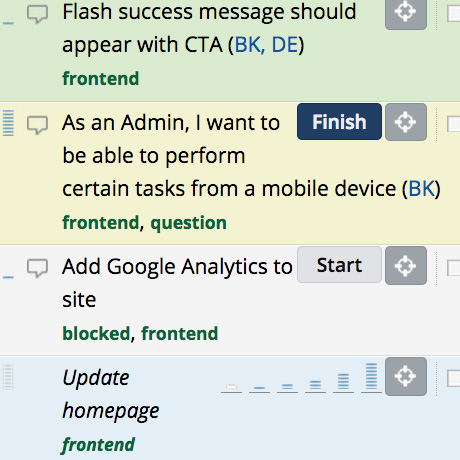 Flash success message should
appear with CTA (BK, DE)
frontend
As an Admin, I want to Finish
be able to perform
certain tasks from a mobile device (BK)
frontend, question
Add Google Analytics to Start
site
blocked, frontend
Update
homepage
frontend